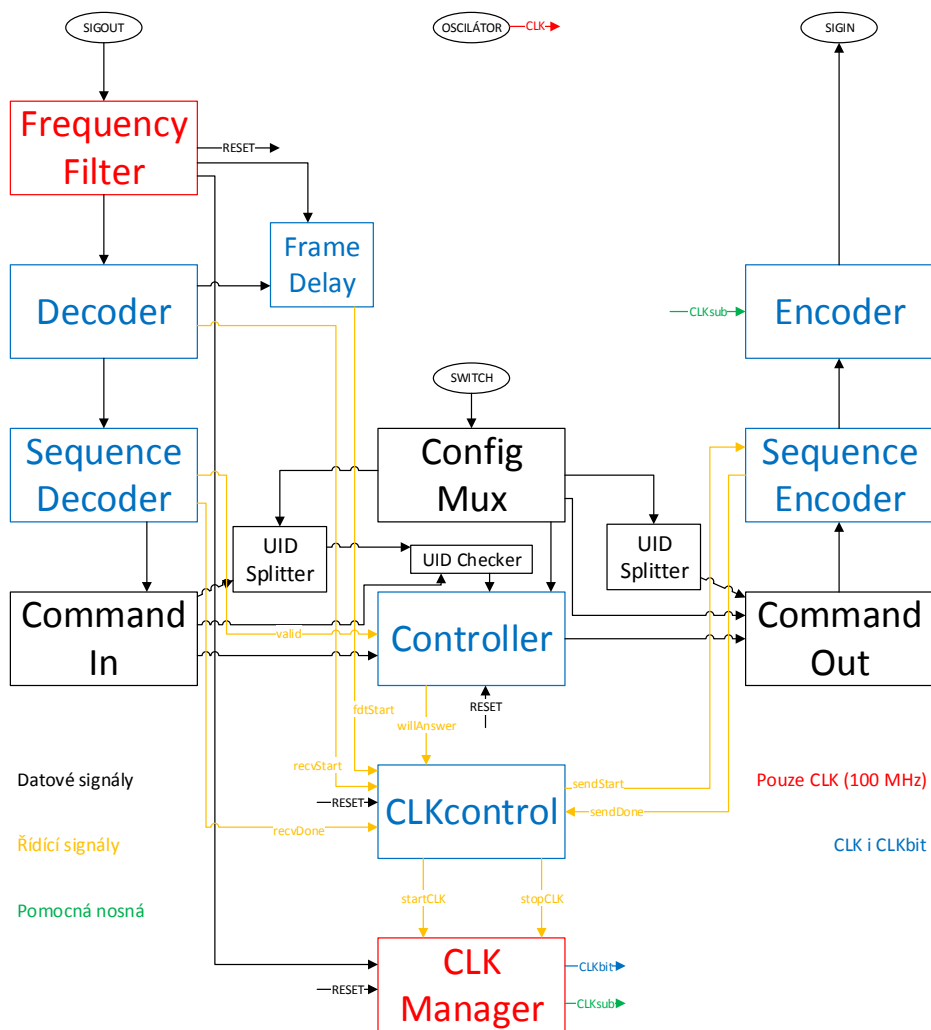 SIGOUT
OSCILÁTOR
CLK
SIGIN
Frequency
Filter
RESET
Frame
Delay
Decoder
CLKsub
Encoder
SWITCH
Sequence
Decoder
Config
Mux
Sequence
Encoder
UID
Splitter
UID Checker
UID
Splitter
Command
In
valid
Controller
Command
Out
RESET
fdtStart
willAnswer
recvStart
Datové signály
sendStart
Pouze CLK (100 MHz)
RESET
CLKcontrol
recvDone
sendDone
Řídící signály
CLK i CLKbit
startCLK
stopCLK
Pomocná nosná
CLK
Manager
CLKbit
RESET
CLKsub